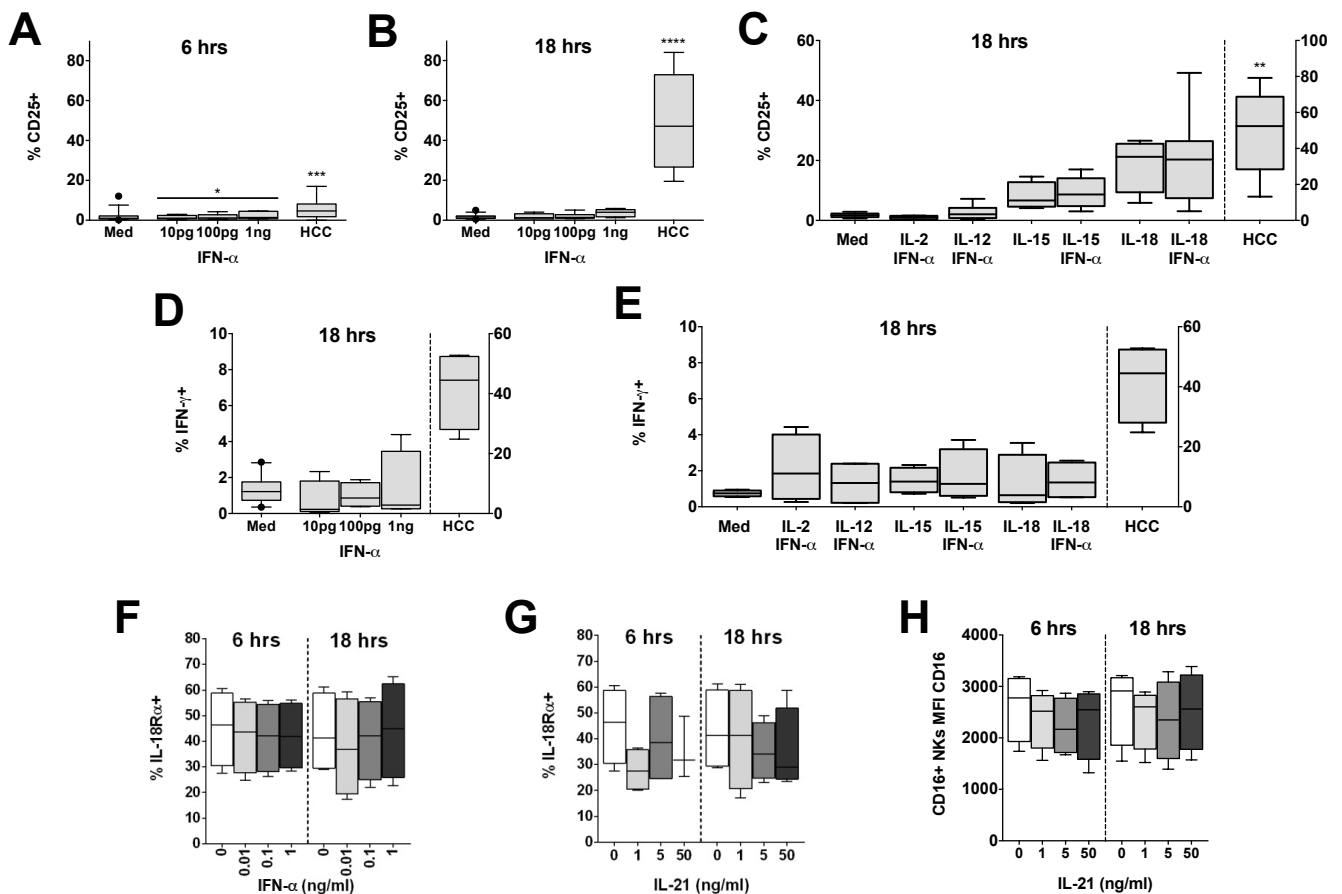 A
6 hrs
% CD25+
80
60
40
20
0
*
***
Med
10pg
100pg
1ng
HCC
IFN-α
B
18 hrs
% CD25+
80
60
40
20
0
****
Med
10pg
100pg
1ng
HCC
IFN-α
C
18 hrs
% CD25+
60
40
20
0
**
100
80
60
40
20
0
Med
IL-2
IFN-α
IL-12
IFN-α
IL-15
IL-15
IFN-α
IL-18
IL-18
IFN-α
HCC
D
18 hrs
% IFN-γ+
10
8
6
4
2
0
60
40
20
0
Med
10pg
100pg
1ng
HCC
IFN-α
E
18 hrs
% IFN-γ+
10
8
6
4
2
0
60
40
20
0
Med
IL-2
IFN-α
IL-12
IFN-α
IL-15
IL-15
IFN-α
IL-18
IL-18
IFN-α
HCC
F
6 hrs
18 hrs
% IL-18Rα+
80
70
60
50
40
30
20
10
0
0
0.01
0.1
1
0
0.01
0.1
1
IFN-α (ng/ml)
G
6 hrs
18 hrs
% IL-18Rα+
80
70
60
50
40
30
20
10
0
0
1
5
50
0
1
5
50
IL-21 (ng/ml)
H
6 hrs
18 hrs
CD16+ NKs MFI CD16
4000
3000
2000
1000
0
0
1
5
50
0
1
5
50
IL-21 (ng/ml)